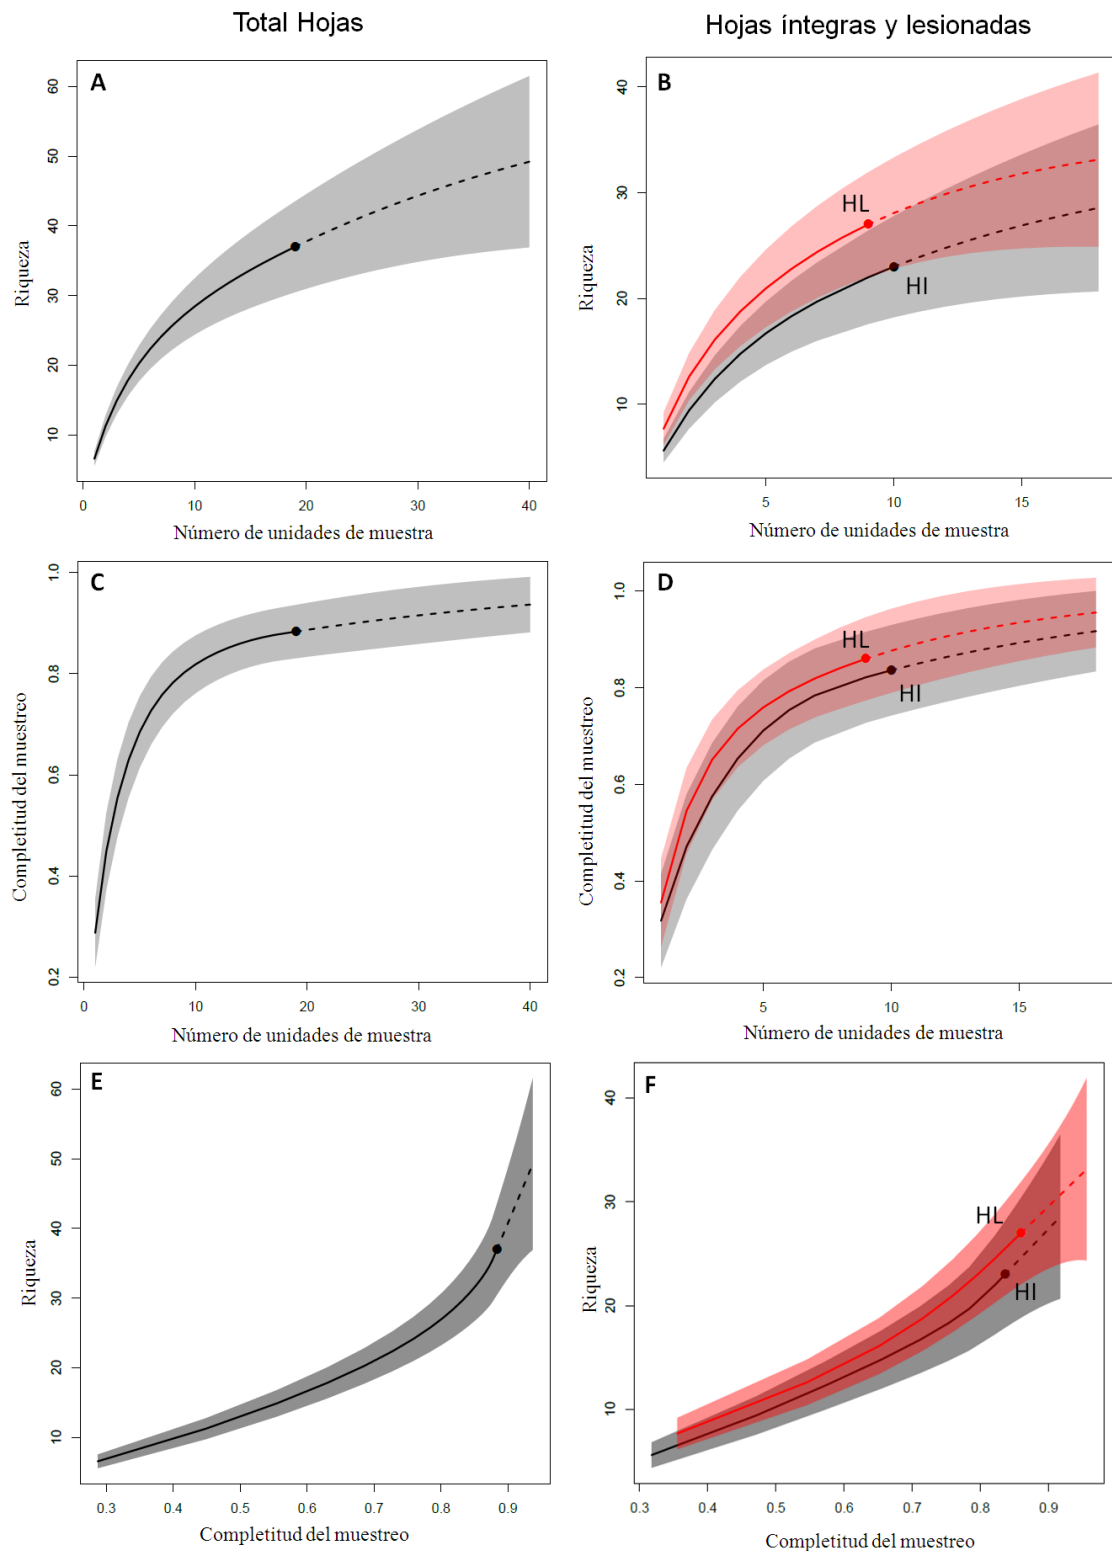 Total Hojas
Hojas íntegras y lesionadas
A
Riqueza
60
50
40
30
20
10
0
10
20
30
40
Número de unidades de muestra
B
Riqueza
40
30
20
10
HL
HI
5
10
15
Número de unidades de muestra
C
Completitud del muestreo
1.0
0.8
0.6
0.4
0.2
0
10
20
30
40
Número de unidades de muestra
D
Completitud del muestreo
1.0
0.8
0.6
0.4
0.2
HL
HI
5
10
15
Número de unidades de muestra
E
Riqueza
60
50
40
30
20
10
0.3
0.4
0.5
0.6
0.7
0.8
0.9
Completitud del muestreo
F
Riqueza
40
30
20
10
HL
HI
0.3
0.4
0.5
0.6
0.7
0.8
0.9
Completitud del muestreo